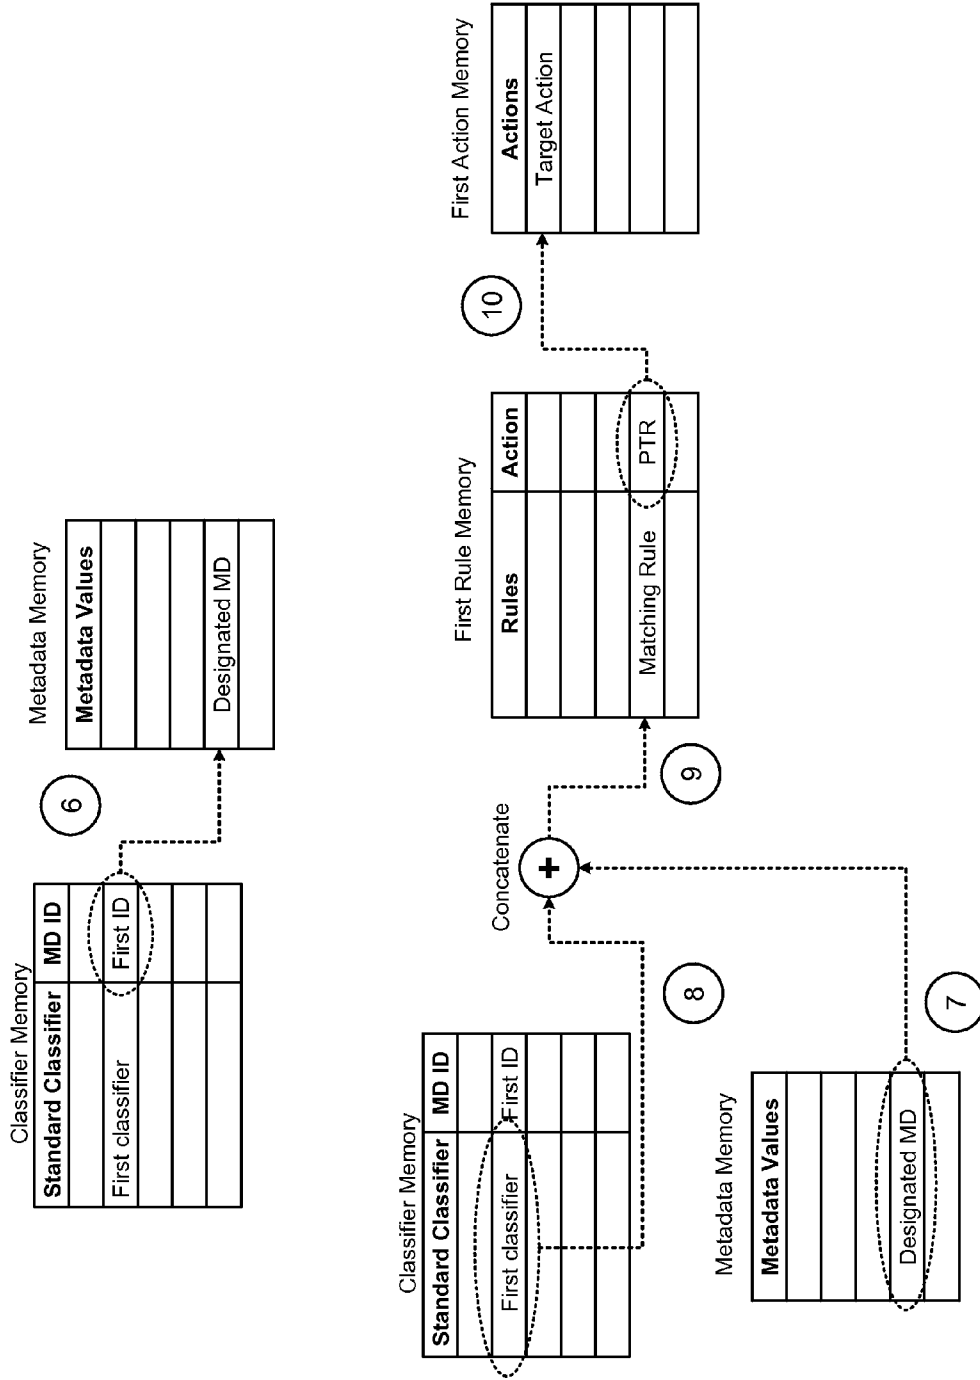 Classifier Memory
Standard Classifier
MD ID
First classifier
First ID
6
Metadata Memory
Metadata Values
Designated MD
Classifier Memory
Standard Classifier
MD ID
First classifier
First ID
8
Metadata Memory
Metadata Values
Designated MD
7
Concatenate
+
9
First Rule Memory
Rules
Action
Matching Rule
PTR
10
First Action Memory
Actions
Target Action